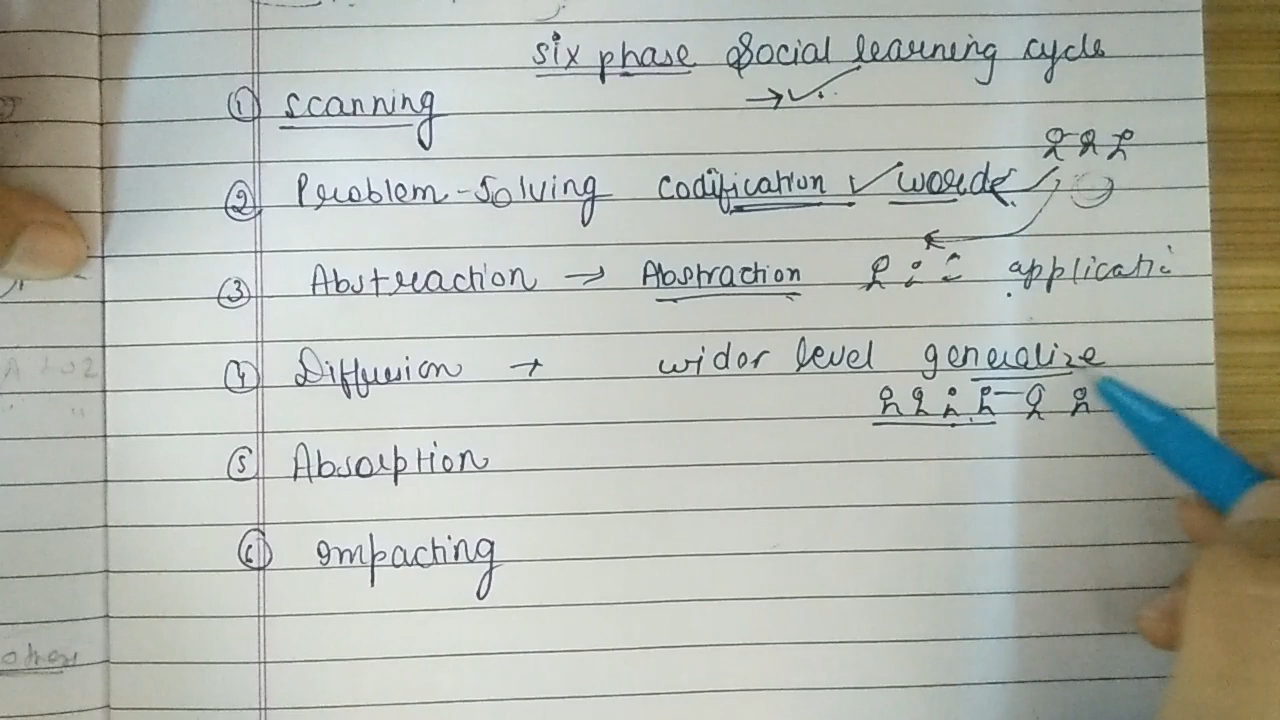 six phase Social learning cycle
① scanning → ✓
② Problem-Solving codification ✓ words
③ Abstraction → Abstraction applicati
④ Diffusion → widor level generalize
⑤ Absorption
⑥ Impacting